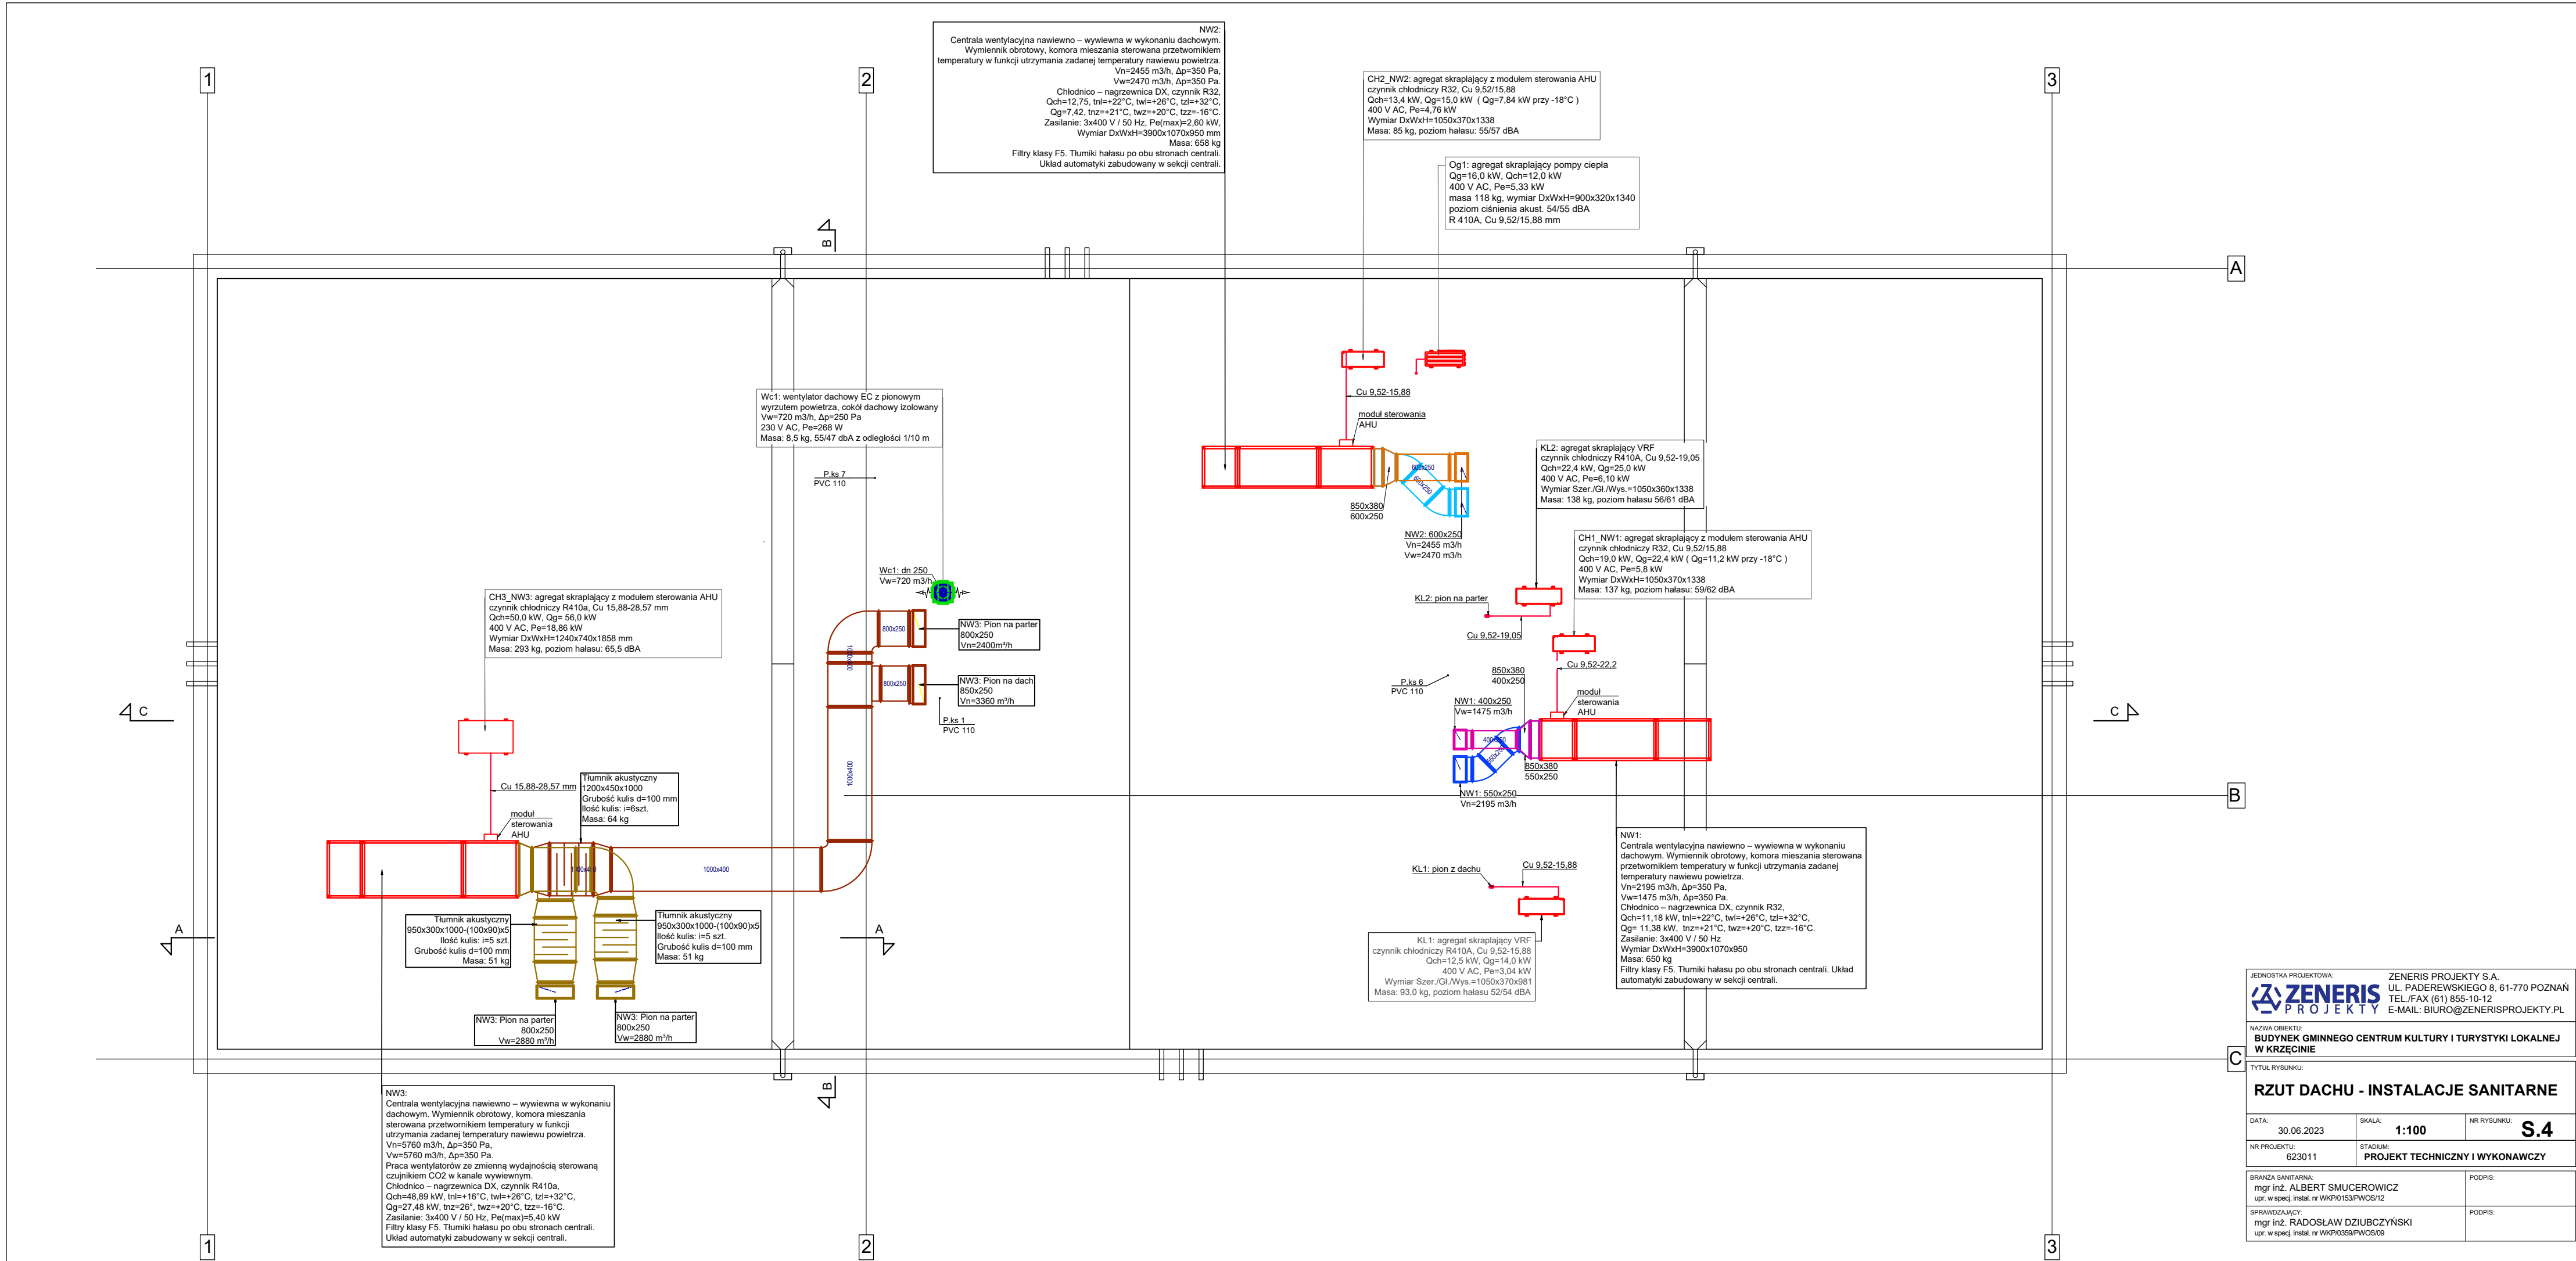 NW2:
Centrala wentylacyjna nawiewno – wywiewna w wykonaniu dachowym.
Wymiennik obrotowy, komora mieszania sterowana przetwornikiem
temperatury w funkcji utrzymania zadanej temperatury nawiewu powietrza.
Vn=2455 m3/h, Δp=350 Pa,
Vw=2470 m3/h, Δp=350 Pa.
Chłodnico – nagrzewnica DX, czynnik R32,
Qch=12,75, tnl=+22°C, twl=+26°C, tzl=+32°C,
Qg=7,42, tnz=+21°C, twz=+20°C, tzz=-16°C.
Zasilanie: 3x400 V / 50 Hz, Pe(max)=2,60 kW,
Wymiar DxWxH=3900x1070x950 mm
Masa: 658 kg
Filtry klasy F5. Tłumiki hałasu po obu stronach centrali.
Układ automatyki zabudowany w sekcji centrali.
1
2
3
CH2_NW2: agregat skraplający z modułem sterowania AHU
czynnik chłodniczy R32, Cu 9,52/15,88
Qch=13,4 kW, Qg=15,0 kW ( Qg=7,84 kW przy -18°C )
400 V AC, Pe=4,76 kW
Wymiar DxWxH=1050x370x1338
Masa: 85 kg, poziom hałasu: 55/57 dBA
Og1: agregat skraplający pompy ciepła
Qg=16,0 kW, Qch=12,0 kW
400 V AC, Pe=5,33 kW
masa 118 kg, wymiar DxWxH=900x320x1340
poziom ciśnienia akust. 54/55 dBA
R 410A, Cu 9,52/15,88 mm
B
A
Wc1: wentylator dachowy EC z pionowym
wyrzutem powietrza, cokół dachowy izolowany
Vw=720 m3/h, Δp=250 Pa
230 V AC, Pe=268 W
Masa: 8,5 kg, 55/47 dbA z odległości 1/10 m
Cu 9,52-15,88
moduł sterowania
AHU
P.ks 7
PVC 110
600x250
600x250
850x380
600x250
NW2: 600x250
Vn=2455 m3/h
Vw=2470 m3/h
KL2: agregat skraplający VRF
czynnik chłodniczy R410A, Cu 9,52-19,05
Qch=22,4 kW, Qg=25,0 kW
400 V AC, Pe=6,10 kW
Wymiar Szer./Gł./Wys.=1050x360x1338
Masa: 138 kg, poziom hałasu 56/61 dBA
CH1_NW1: agregat skraplający z modułem sterowania AHU
czynnik chłodniczy R32, Cu 9,52/15,88
Qch=19,0 kW, Qg=22,4 kW ( Qg=11,2 kW przy -18°C )
400 V AC, Pe=5,8 kW
Wymiar DxWxH=1050x370x1338
Masa: 137 kg, poziom hałasu: 59/62 dBA
Wc1: dn 250
Vw=720 m3/h
CH3_NW3: agregat skraplający z modułem sterowania AHU
czynnik chłodniczy R410a, Cu 15,88-28,57 mm
Qch=50,0 kW, Qg= 56,0 kW
400 V AC, Pe=18,86 kW
Wymiar DxWxH=1240x740x1858 mm
Masa: 293 kg, poziom hałasu: 65,5 dBA
KL2: pion na parter
Cu 9,52-19,05
800x250
NW3: Pion na parter
800x250
Vn=2400m³/h
1000x400
800x250
NW3: Pion na dach
850x250
Vn=3360 m³/h
P.ks 1
PVC 110
Cu 9,52-22,2
P.ks 6
PVC 110
850x380
400x250
moduł
sterowania
AHU
NW1: 400x250
Vw=1475 m3/h
400x250
550x250
850x380
550x250
NW1: 550x250
Vn=2195 m3/h
C
C
1000x400
Cu 15,88-28,57 mm
Tłumnik akustyczny
1200x450x1000
Grubość kulis d=100 mm
Ilość kulis: i=6szt.
Masa: 64 kg
moduł
sterowania
AHU
B
1000x400
1000x400
NW1:
Centrala wentylacyjna nawiewno – wywiewna w wykonaniu
dachowym. Wymiennik obrotowy, komora mieszania sterowana
przetwornikiem temperatury w funkcji utrzymania zadanej
temperatury nawiewu powietrza.
Vn=2195 m3/h, Δp=350 Pa,
Vw=1475 m3/h, Δp=350 Pa.
Chłodnico – nagrzewnica DX, czynnik R32,
Qch=11,18 kW, tnl=+22°C, twl=+26°C, tzl=+32°C,
Qg= 11,38 kW, tnz=+21°C, twz=+20°C, tzz=-16°C.
Zasilanie: 3x400 V / 50 Hz
Wymiar DxWxH=3900x1070x950
Masa: 650 kg
Filtry klasy F5. Tłumiki hałasu po obu stronach centrali. Układ
automatyki zabudowany w sekcji centrali.
KL1: pion z dachu
Cu 9,52-15,88
KL1: agregat skraplający VRF
czynnik chłodniczy R410A, Cu 9,52-15,88
Qch=12,5 kW, Qg=14,0 kW
400 V AC, Pe=3,04 kW
Wymiar Szer./Gł./Wys.=1050x370x981
Masa: 93,0 kg, poziom hałasu 52/54 dBA
Tłumnik akustyczny
950x300x1000-(100x90)x5
Ilość kulis: i=5 szt.
Grubość kulis d=100 mm
Masa: 51 kg
Tłumnik akustyczny
950x300x1000-(100x90)x5
Ilość kulis: i=5 szt.
Grubość kulis d=100 mm
Masa: 51 kg
A
A
NW3: Pion na parter
800x250
Vw=2880 m³/h
NW3: Pion na parter
800x250
Vw=2880 m³/h
C
B
NW3:
Centrala wentylacyjna nawiewno – wywiewna w wykonaniu
dachowym. Wymiennik obrotowy, komora mieszania
sterowana przetwornikiem temperatury w funkcji
utrzymania zadanej temperatury nawiewu powietrza.
Vn=5760 m3/h, Δp=350 Pa,
Vw=5760 m3/h, Δp=350 Pa.
Praca wentylatorów ze zmienną wydajnością sterowaną
czujnikiem CO2 w kanale wywiewnym.
Chłodnico – nagrzewnica DX, czynnik R410a,
Qch=48,89 kW, tnl=+16°C, twl=+26°C, tzl=+32°C,
Qg=27,48 kW, tnz=26°, twz=+20°C, tzz=-16°C.
Zasilanie: 3x400 V / 50 Hz, Pe(max)=5,40 kW
Filtry klasy F5. Tłumiki hałasu po obu stronach centrali.
Układ automatyki zabudowany w sekcji centrali.
1
2
3
JEDNOSTKA PROJEKTOWA:
ZENERIS
PROJEKTY
ZENERIS PROJEKTY S.A.
UL. PADEREWSKIEGO 8, 61-770 POZNAŃ
TEL./FAX (61) 855-10-12
E-MAIL: BIURO@ZENERISPROJEKTY.PL
NAZWA OBIEKTU:
BUDYNEK GMINNEGO CENTRUM KULTURY I TURYSTYKI LOKALNEJ
W KRZĘCINIE
TYTUŁ RYSUNKU:
RZUT DACHU - INSTALACJE SANITARNE
DATA:
30.06.2023
SKALA:
1:100
NR RYSUNKU:
S.4
NR PROJEKTU:
623011
STADIUM:
PROJEKT TECHNICZNY I WYKONAWCZY
BRANŻA SANITARNA:
mgr inż. ALBERT SMUCEROWICZ
upr. w specj. instal. nr WKP/0153/PWOS/12
PODPIS:
SPRAWDZAJĄCY:
mgr inż. RADOSŁAW DZIUBCZYŃSKI
upr. w specj. instal. nr WKP/0359/PWOS/09
PODPIS: